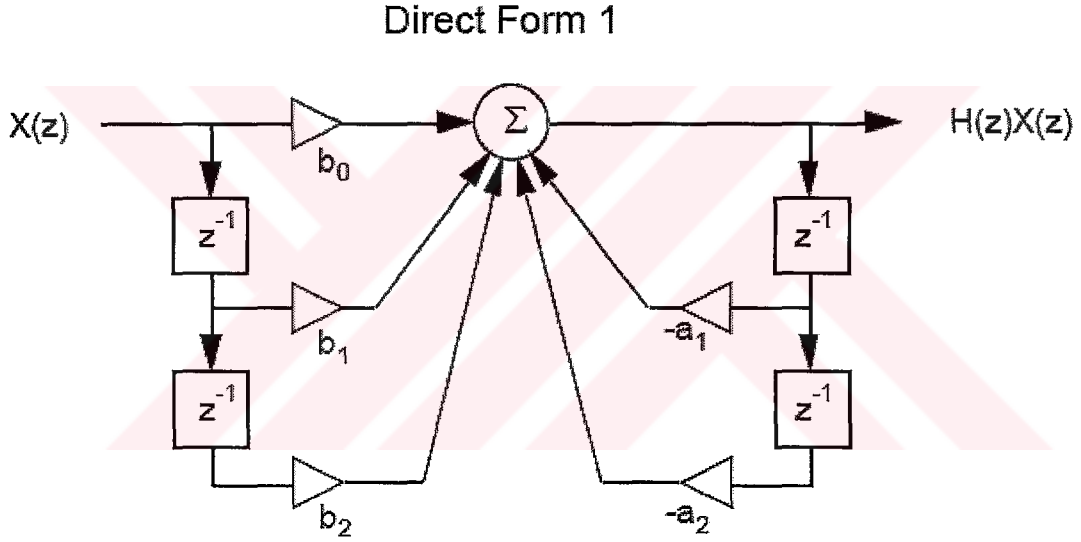 Direct Form 1
X(z)
Σ
H(z)X(z)
b₀
z⁻¹
z⁻¹
b₁
-a₁
z⁻¹
z⁻¹
b₂
-a₂